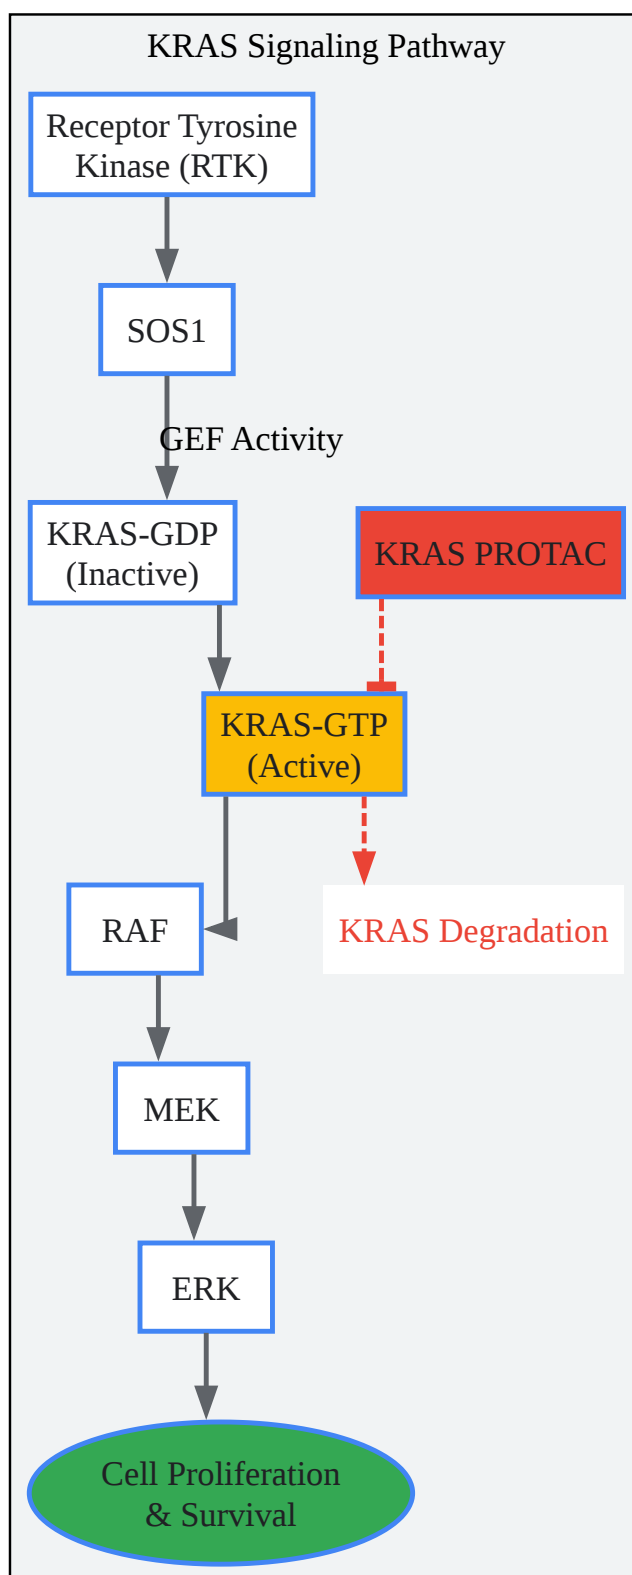 KRAS Signaling Pathway
Receptor Tyrosine
Kinase (RTK)
SOS1
GEF Activity
KRAS-GDP
(Inactive)
KRAS PROTAC
KRAS-GTP
(Active)
RAF
KRAS Degradation
MEK
ERK
Cell Proliferation
& Survival